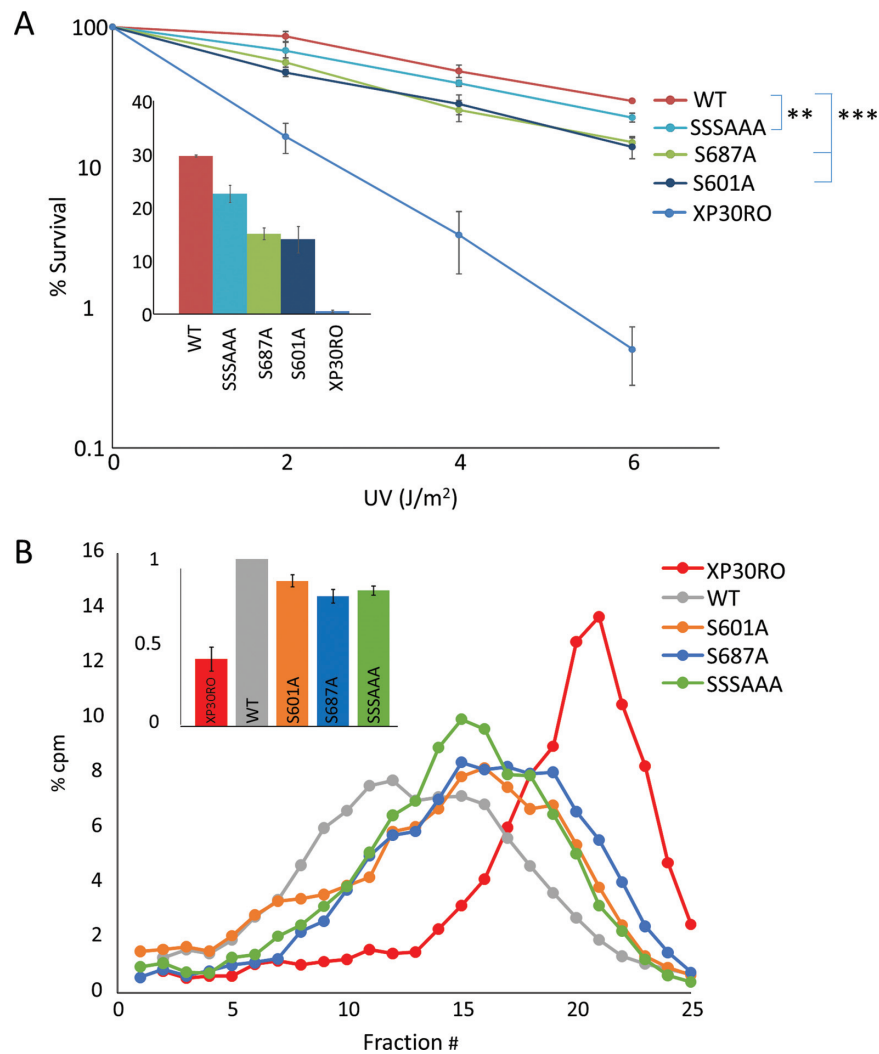 A
100
10
1
0.1
% Survival
0
2
4
6
UV (J/m²)
40
30
20
10
0
WT
SSSAAA
S687A
S601A
XP30RO
WT
SSSAAA
S687A
S601A
XP30RO
**
***
B
16
14
12
10
8
6
4
2
0
% cpm
0
5
10
15
20
25
Fraction #
1
0.5
0
XP30RO
WT
S601A
S687A
SSSAAA
XP30RO
WT
S601A
S687A
SSSAAA